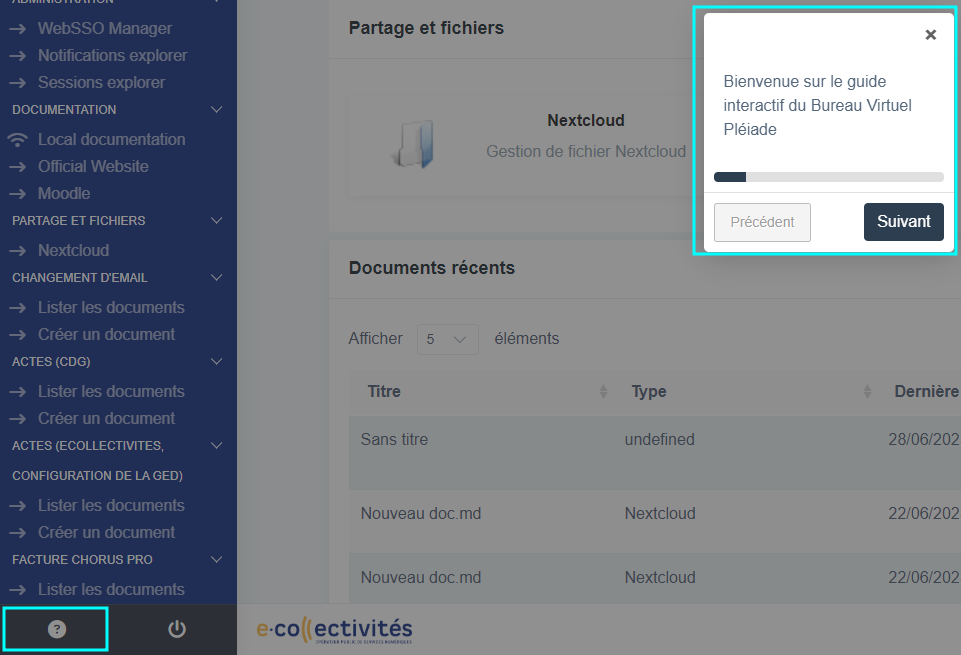 ADMINISTRATION
WebSSO Manager
Notifications explorer
Sessions explorer
DOCUMENTATION
Local documentation
Official Website
Moodle
PARTAGE ET FICHIERS
Nextcloud
CHANGEMENT D'EMAIL
Lister les documents
Créer un document
ACTES (CDG)
Lister les documents
Créer un document
ACTES (ECOLLECTIVITES,
CONFIGURATION DE LA GED)
Lister les documents
Créer un document
FACTURE CHORUS PRO
Lister les documents
?
Partage et fichiers
Nextcloud
Gestion de fichier Nextcloud
Documents récents
Afficher 5 éléments
Titre Type Dernière
Sans titre undefined 28/06/202
Nouveau doc.md Nextcloud 22/06/202
Nouveau doc.md Nextcloud 22/06/202
e·collectivités
OPÉRATEUR PUBLIC DE SERVICES NUMÉRIQUES
×
Bienvenue sur le guide
interactif du Bureau Virtuel
Pléiade
Précédent Suivant